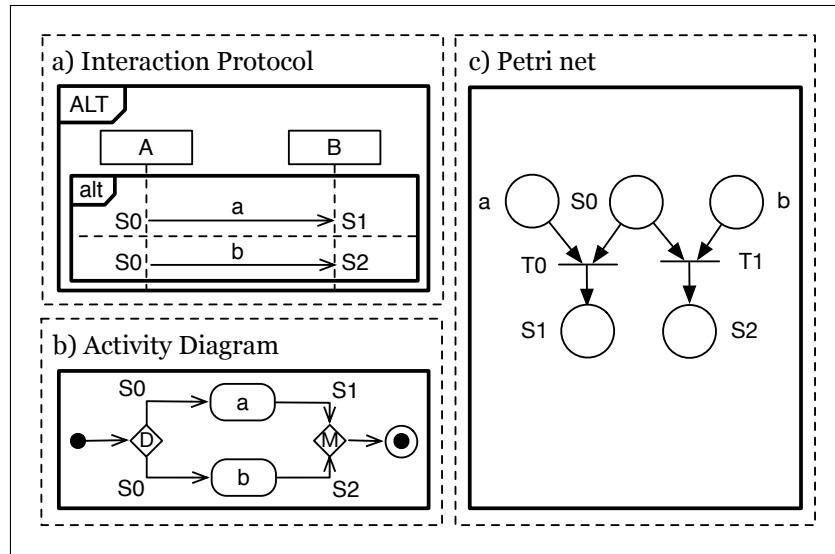 a) Interaction Protocol
ALT
A B
alt
S0 a S1
S0 b S2
b) Activity Diagram
S0 S1
a
D M
b
S0 S2
c) Petri net
a S0 b
T0 T1
S1 S2